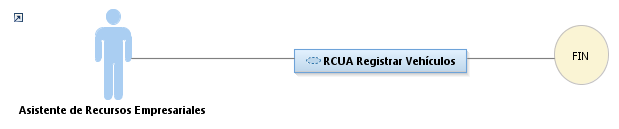 RCUA Registrar Vehículos
FIN
Asistente de Recursos Empresariales